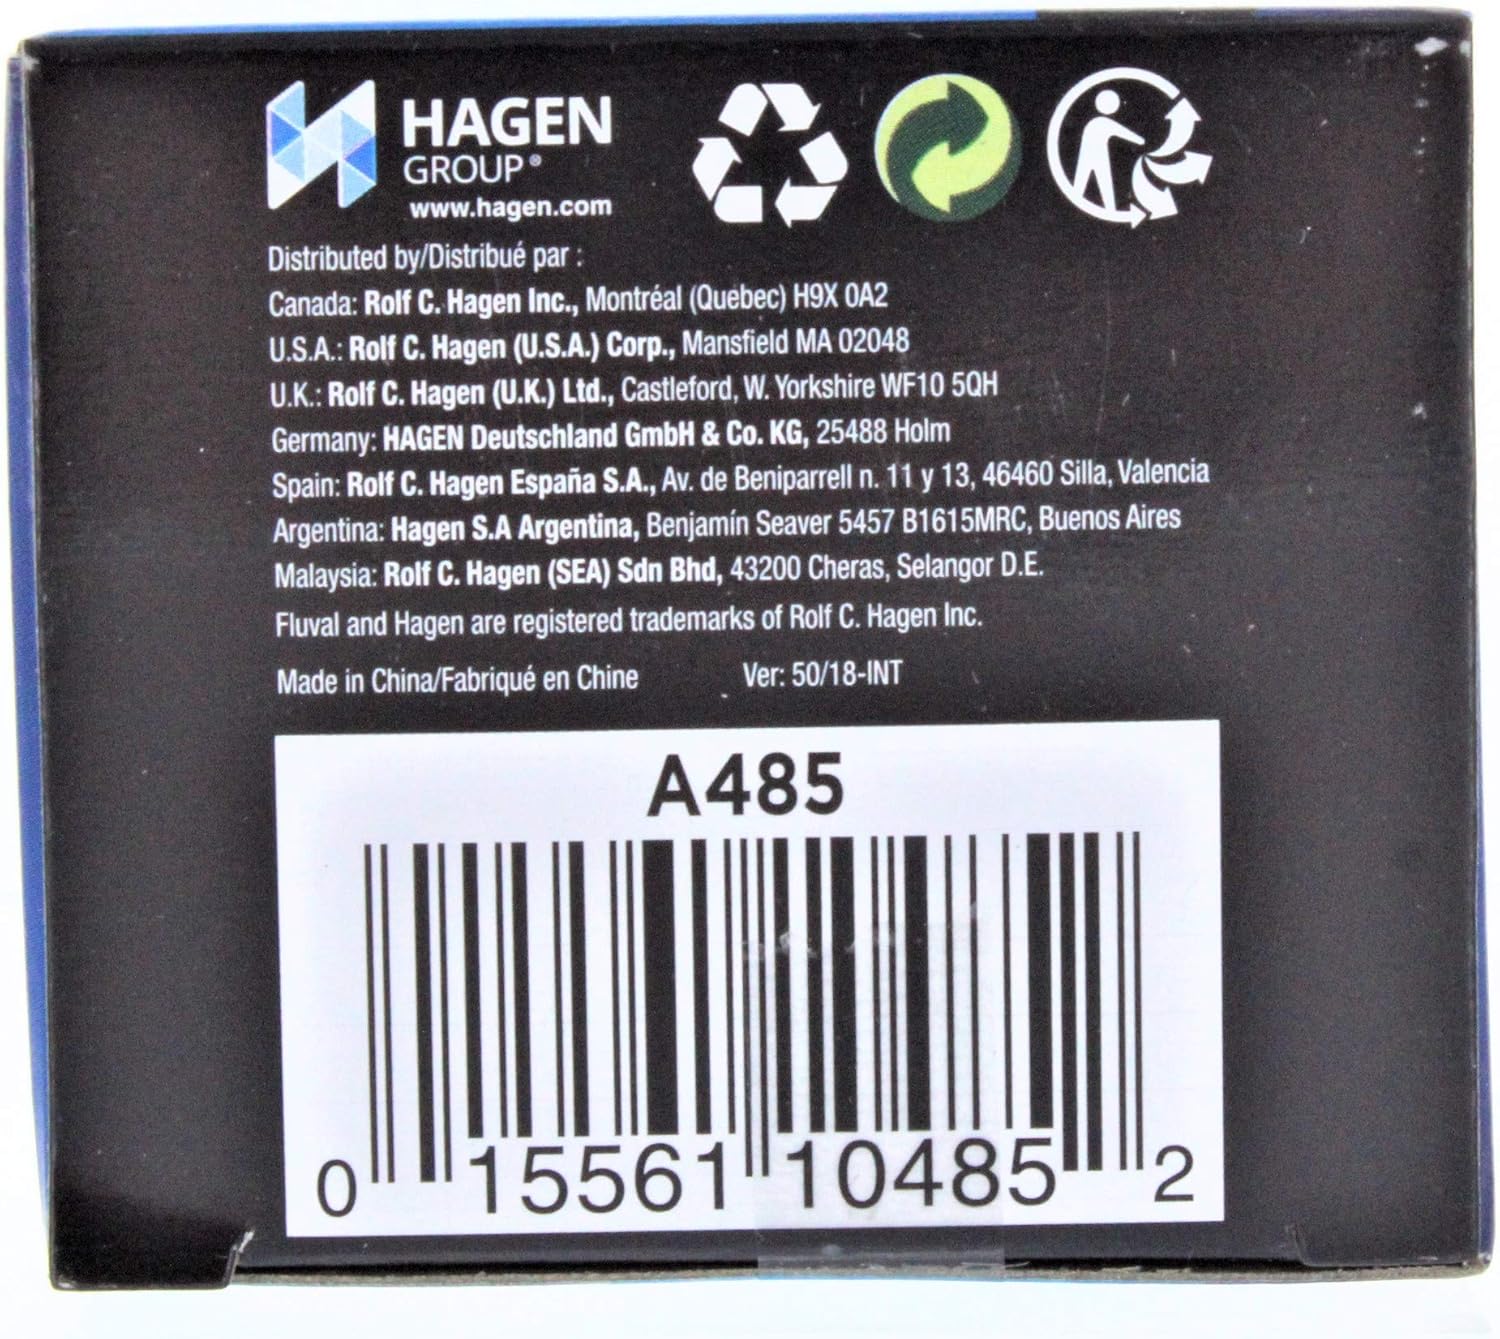 HAGEN
GROUP®
www.hagen.com
Distributed by/Distribué par :
Canada: Rolf C. Hagen Inc., Montréal (Quebec) H9X 0A2
U.S.A.: Rolf C. Hagen (U.S.A.) Corp., Mansfield MA 02048
U.K.: Rolf C. Hagen (U.K.) Ltd., Castleford, W. Yorkshire WF10 5QH
Germany: HAGEN Deutschland GmbH & Co. KG, 25488 Holm
Spain: Rolf C. Hagen España S.A., Av. de Beniparrell n. 11 y 13, 46460 Silla, Valencia
Argentina: Hagen S.A Argentina, Benjamín Seaver 5457 B1615MRC, Buenos Aires
Malaysia: Rolf C. Hagen (SEA) Sdn Bhd, 43200 Cheras, Selangor D.E.
Fluval and Hagen are registered trademarks of Rolf C. Hagen Inc.
Made in China/Fabriqué en Chine Ver: 50/18-INT
A485
0 15561 10485 2